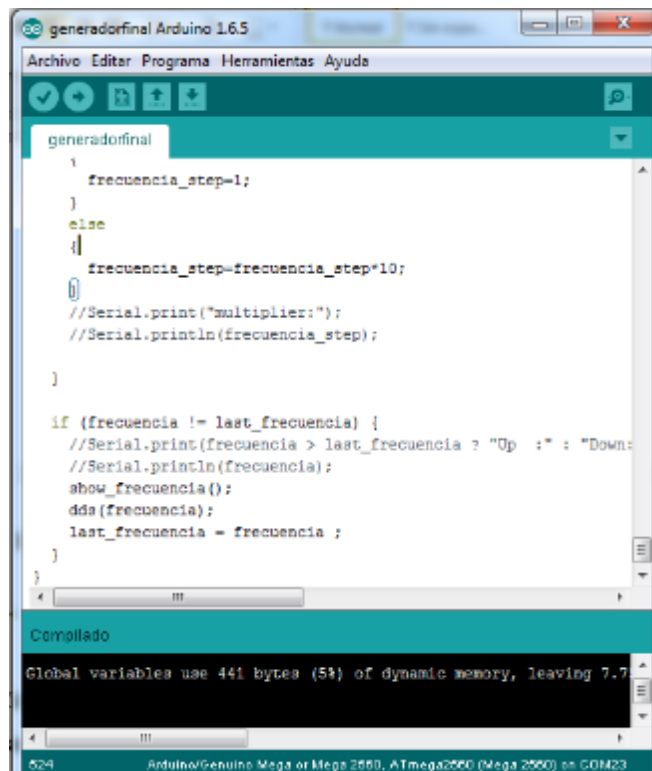 generadorfinal Arduino 1.6.5
Archivo Editar Programa Herramientas Ayuda
generadorfinal
{
frecuencia_step=1;
}
else
{
frecuencia_step=frecuencia_step*10;
}
//Serial.print("multiplier:");
//Serial.println(frecuencia_step);
}
if (frecuencia != last_frecuencia) {
//Serial.print(frecuencia > last_frecuencia ? "Up  :" : "Down:
//Serial.println(frecuencia);
show_frecuencia();
dds(frecuencia);
last_frecuencia = frecuencia ;
}
}
Compilado
Global variables use 441 bytes (5%) of dynamic memory, leaving 7.7
624 Arduino/Genuino Mega or Mega 2560, ATmega2560 (Mega 2560) on COM23